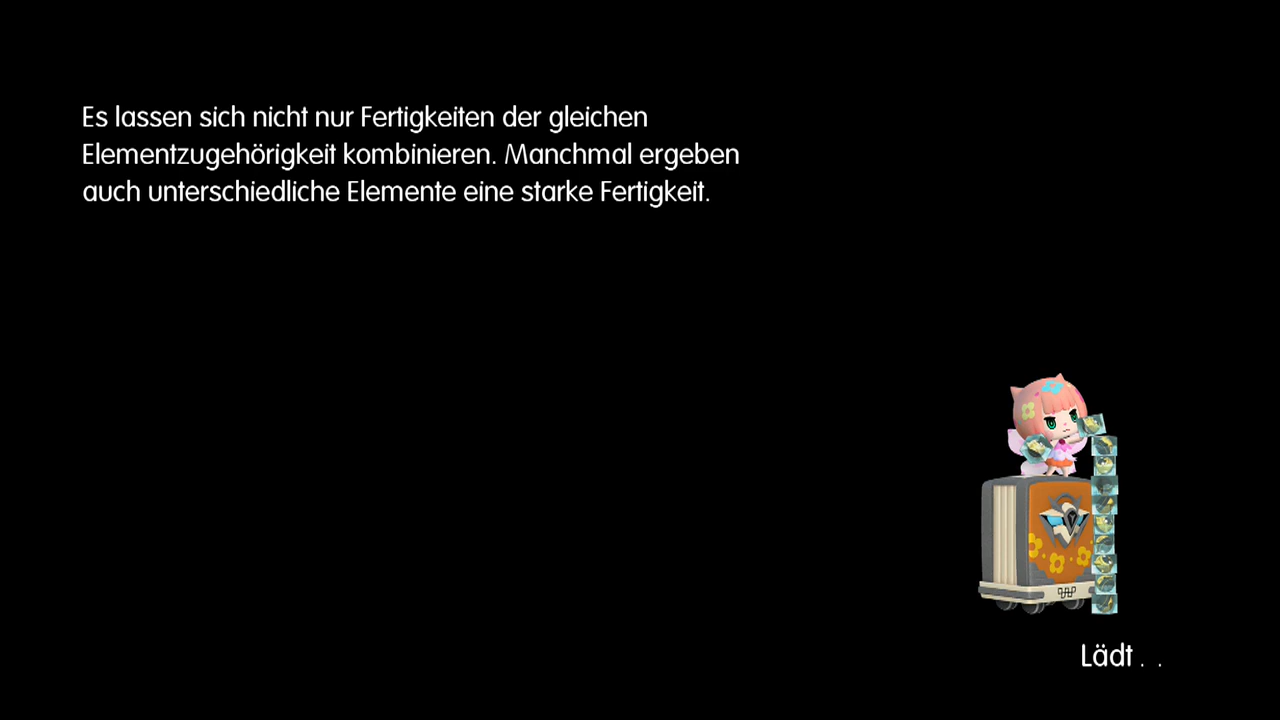 Es lassen sich nicht nur Fertigkeiten der gleichen
Elementzugehörigkeit kombinieren. Manchmal ergeben
auch unterschiedliche Elemente eine starke Fertigkeit.
Lädt . .